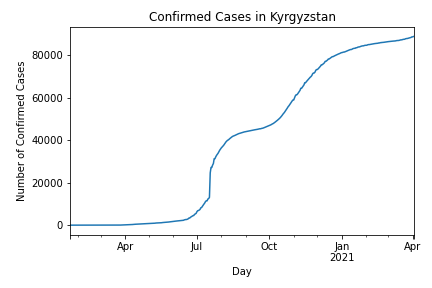 Confirmed Cases in Kyrgyzstan
Number of Confirmed Cases
80000
60000
40000
20000
0
Apr Jul Oct Jan Apr
2021
Day